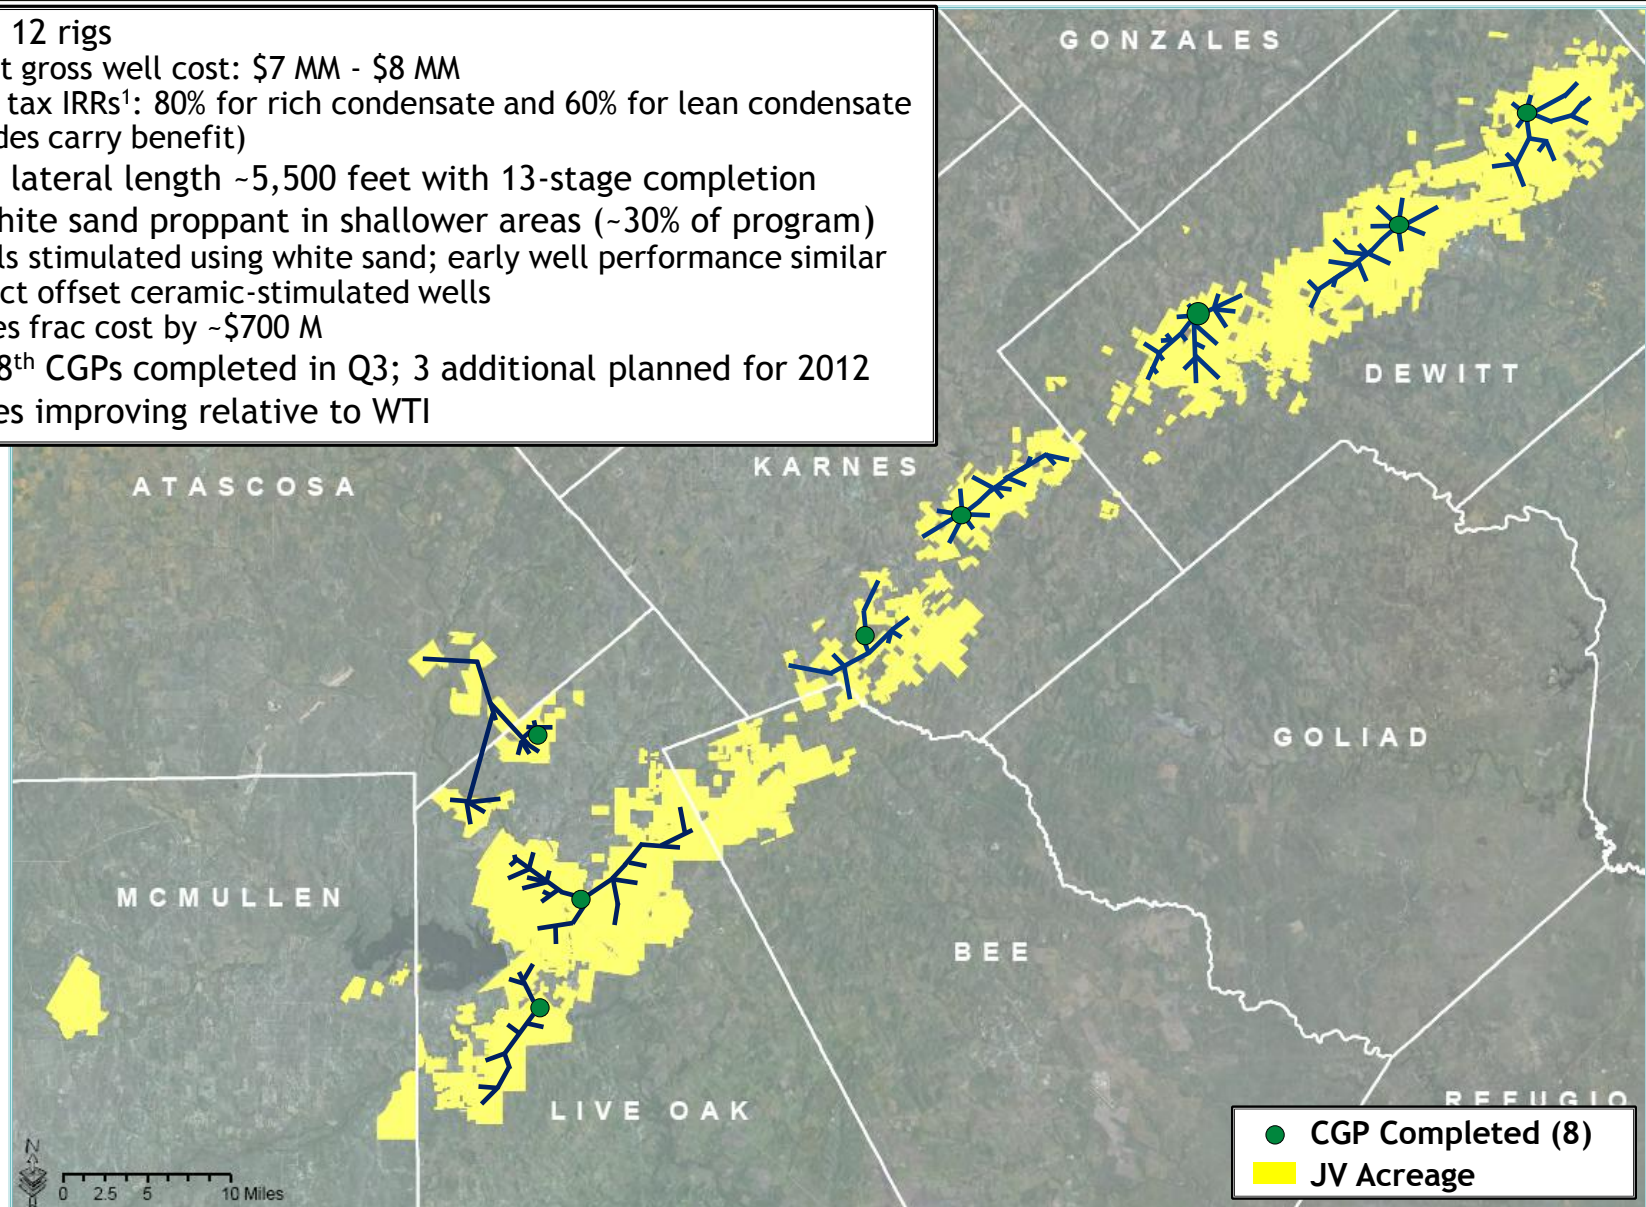 12 rigs
t gross well cost: $7 MM - $8 MM
tax IRRs¹: 80% for rich condensate and 60% for lean condensate
des carry benefit)
lateral length ~5,500 feet with 13-stage completion
hite sand proppant in shallower areas (~30% of program)
ls stimulated using white sand; early well performance similar
ct offset ceramic-stimulated wells
es frac cost by ~$700 M
8th CGPs completed in Q3; 3 additional planned for 2012
es improving relative to WTI
GONZALES
DEWITT
KARNES
ATASCOSA
GOLIAD
MCMULLEN
BEE
LIVE OAK
REFUGIO
CGP Completed (8)
JV Acreage
N
0 2.5 5 10 Miles